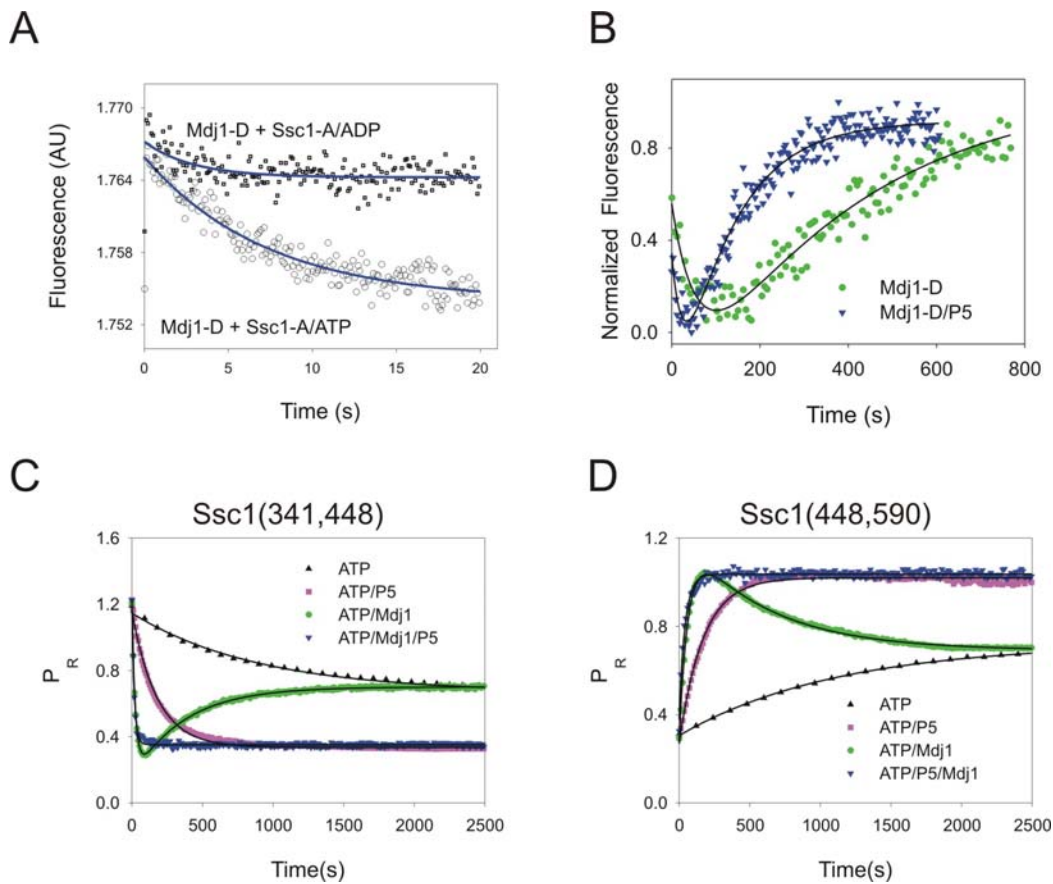 A
1.770
1.764
1.758
1.752
Fluorescence (AU)
Mdj1-D + Ssc1-A/ADP
Mdj1-D + Ssc1-A/ATP
0 5 10 15 20
Time (s)
B
0.8
0.4
0.0
Normalized Fluorescence
Mdj1-D
Mdj1-D/P5
0 200 400 600 800
Time (s)
C
Ssc1(341,448)
1.6
1.2
0.8
0.4
0.0
P R
ATP
ATP/P5
ATP/Mdj1
ATP/Mdj1/P5
0 500 1000 1500 2000 2500
Time(s)
D
Ssc1(448,590)
1.2
0.8
0.4
0.0
P R
ATP
ATP/P5
ATP/Mdj1
ATP/P5/Mdj1
0 500 1000 1500 2000 2500
Time(s)